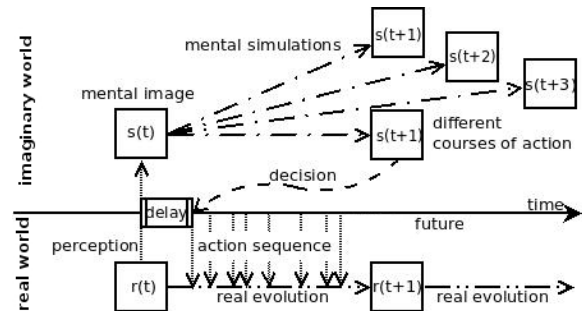 s(t+1)
mental simulations
s(t+2)
mental image
s(t+3)
s(t)
s(t+1)
different
courses of action
imaginary world
decision
delay
time
future
real world
perception
action sequence
r(t)
real evolution
r(t+1)
real evolution